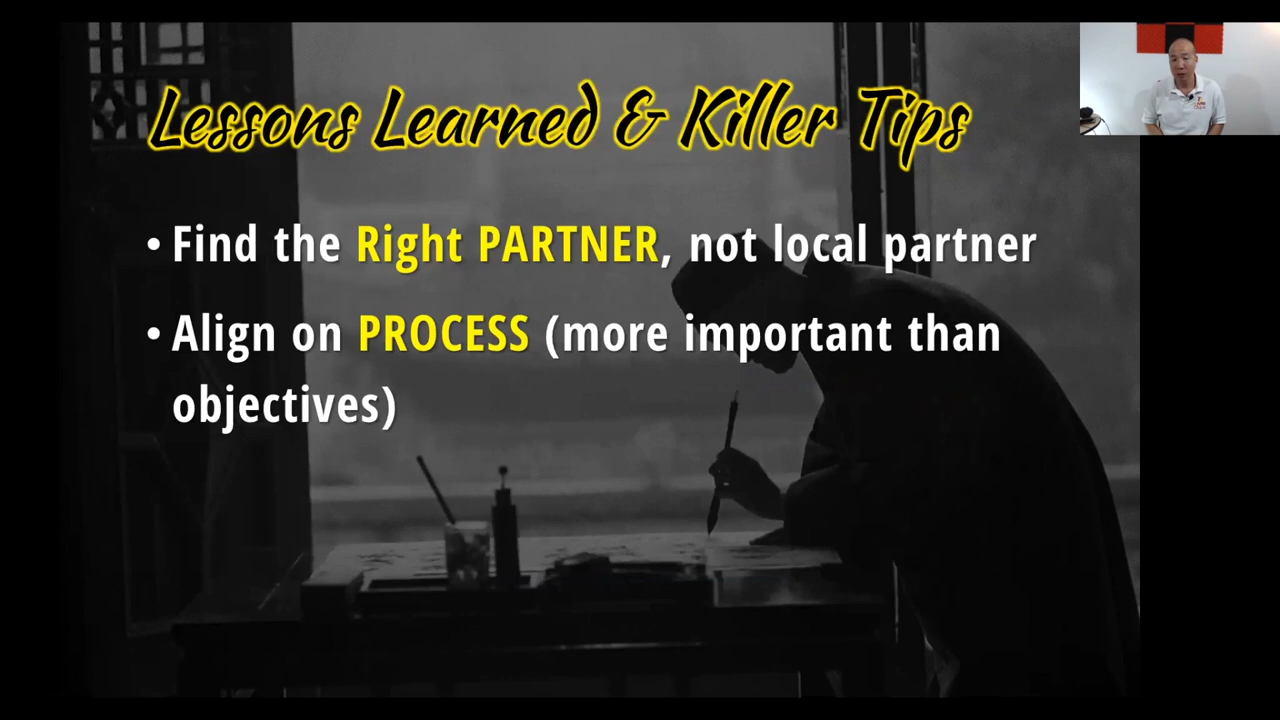 Lessons Learned & Killer Tips
• Find the Right PARTNER, not local partner
• Align on PROCESS (more important than
objectives)